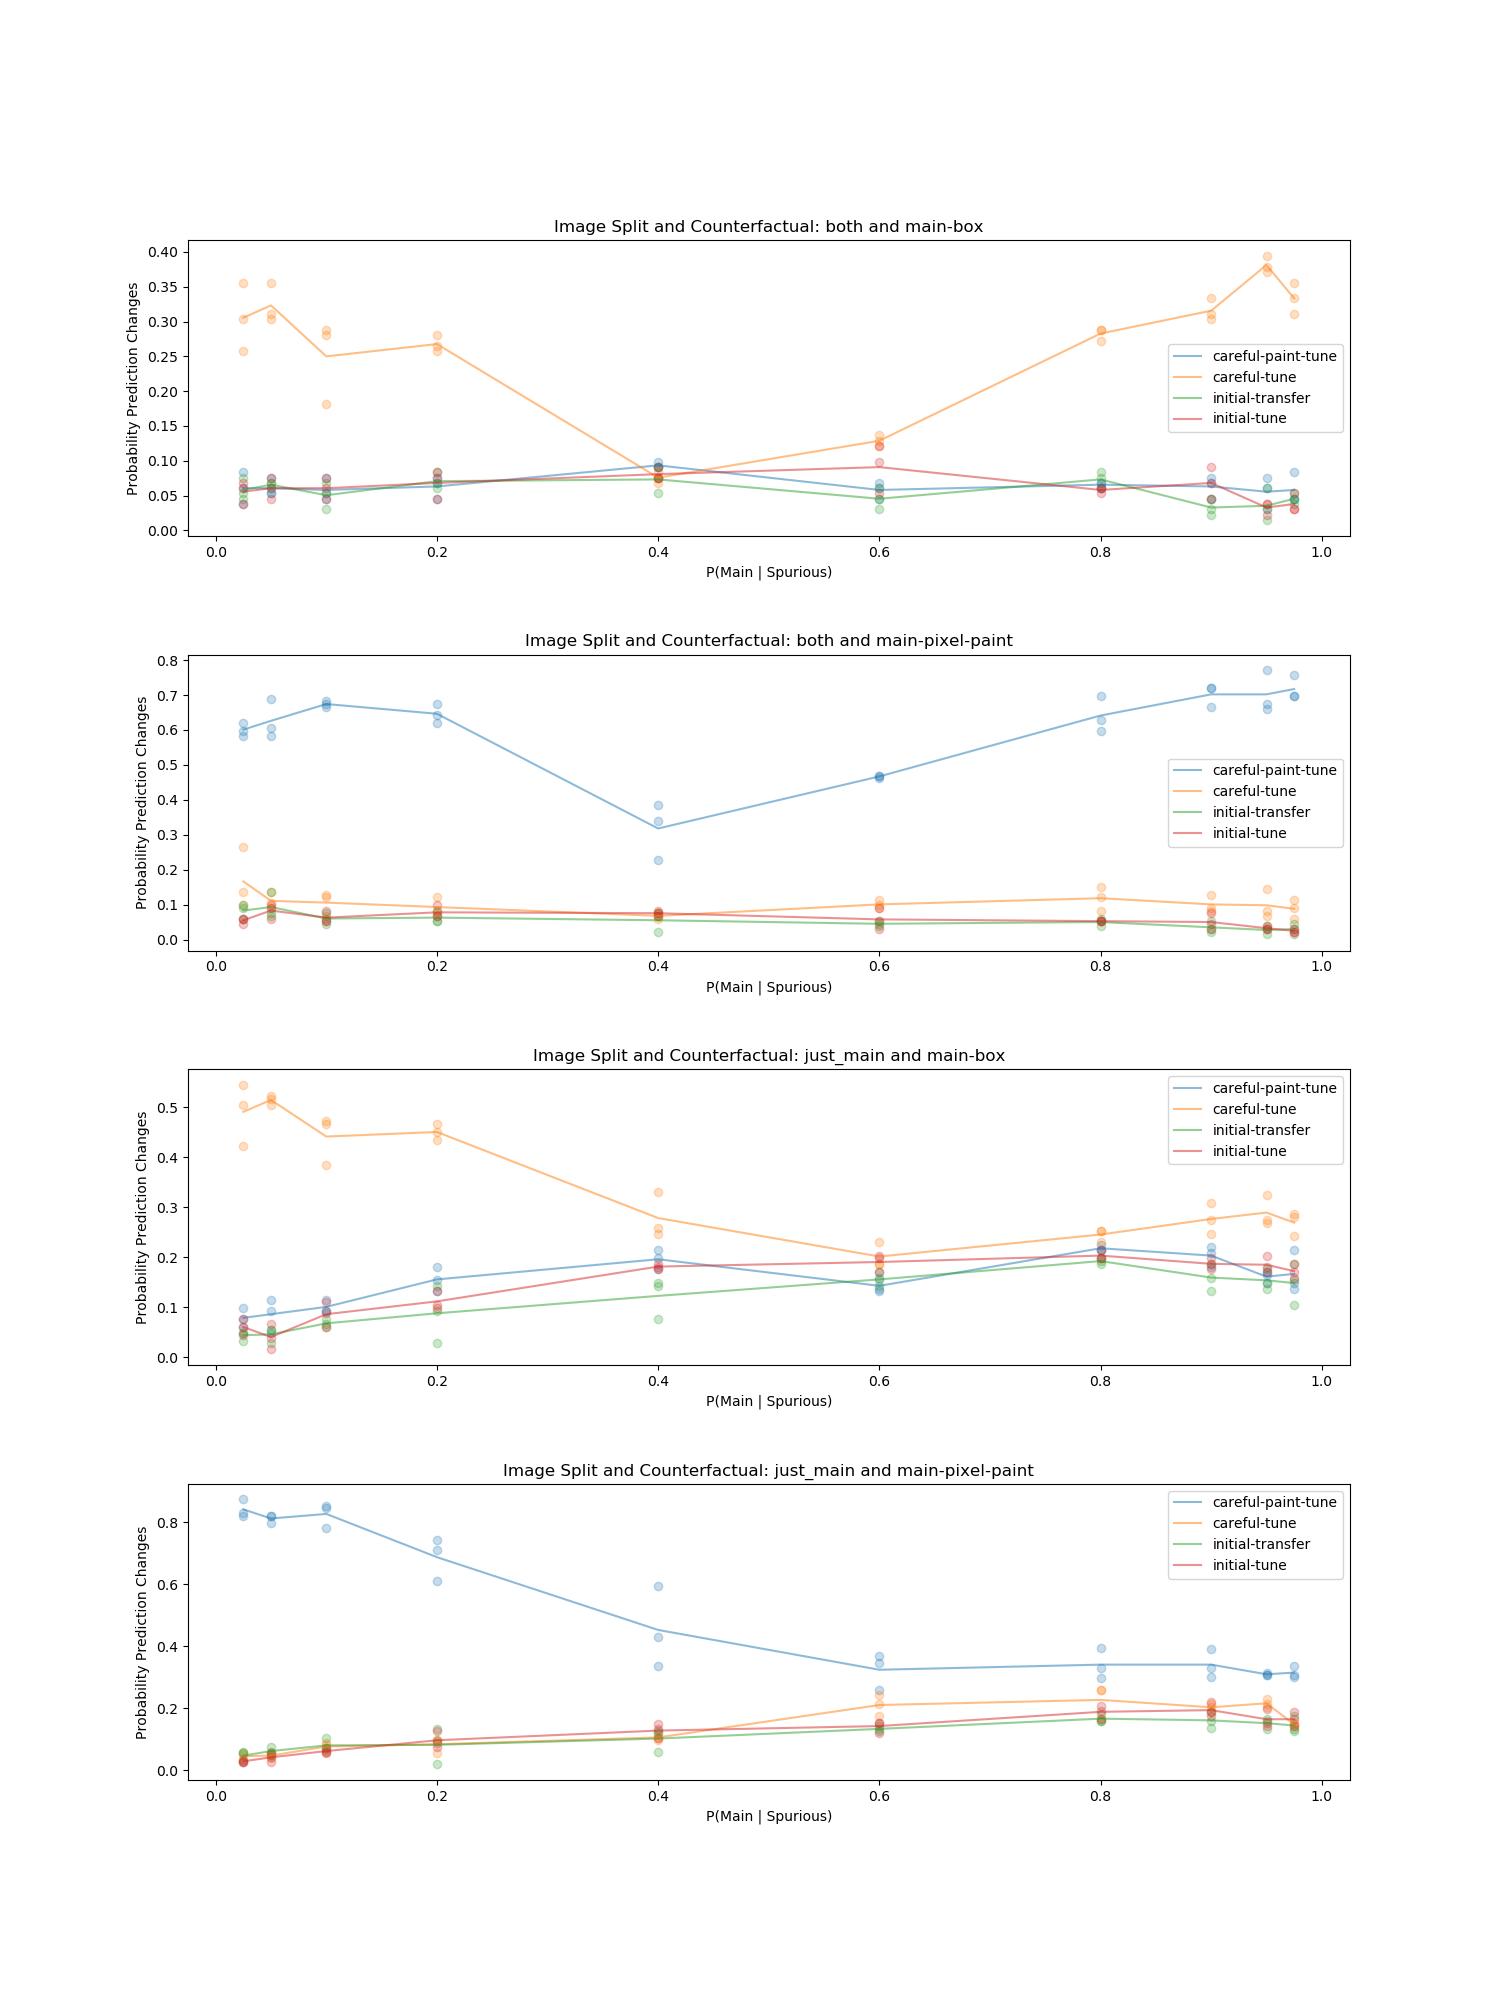 Image Split and Counterfactual: both and main-box
Probability Prediction Changes
0.40
0.35
0.30
0.25
0.20
0.15
0.10
0.05
0.00
careful-paint-tune
careful-tune
initial-transfer
initial-tune
0.0 0.2 0.4 0.6 0.8 1.0
P(Main | Spurious)
Image Split and Counterfactual: both and main-pixel-paint
Probability Prediction Changes
0.8
0.7
0.6
0.5
0.4
0.3
0.2
0.1
0.0
careful-paint-tune
careful-tune
initial-transfer
initial-tune
0.0 0.2 0.4 0.6 0.8 1.0
P(Main | Spurious)
Image Split and Counterfactual: just_main and main-box
Probability Prediction Changes
0.5
0.4
0.3
0.2
0.1
0.0
careful-paint-tune
careful-tune
initial-transfer
initial-tune
0.0 0.2 0.4 0.6 0.8 1.0
P(Main | Spurious)
Image Split and Counterfactual: just_main and main-pixel-paint
Probability Prediction Changes
0.8
0.6
0.4
0.2
0.0
careful-paint-tune
careful-tune
initial-transfer
initial-tune
0.0 0.2 0.4 0.6 0.8 1.0
P(Main | Spurious)